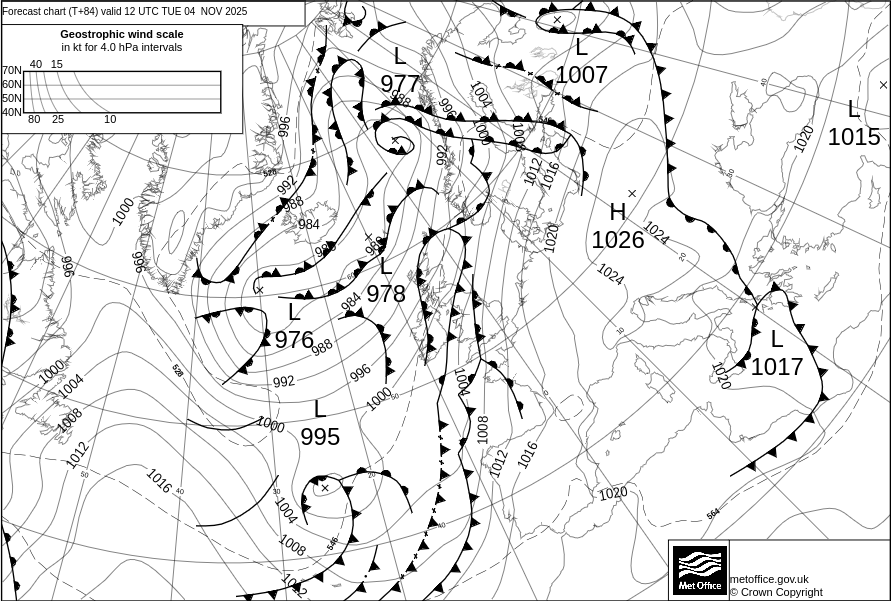 Forecast chart (T+84) valid 12 UTC TUE 04 NOV 2025
Geostrophic wind scale
in kt for 4.0 hPa intervals
40 15
70N
60N
50N
40N
80 25 10
L
977
L
1007
L
1015
H
1026
L
978
L
976
L
995
L
1017
996
1000
996
996
992
988
984
988
996
1004
1000
1008
992
1012
1016
1020
1020
1024
1024
984
988
992
996
1000
1000
1004
1008
1012
1016
1000
1004
1008
1012
1004
1008
1012
1016
1020
1020
528
528
546
564
metoffice.gov.uk
© Crown Copyright
Met Office